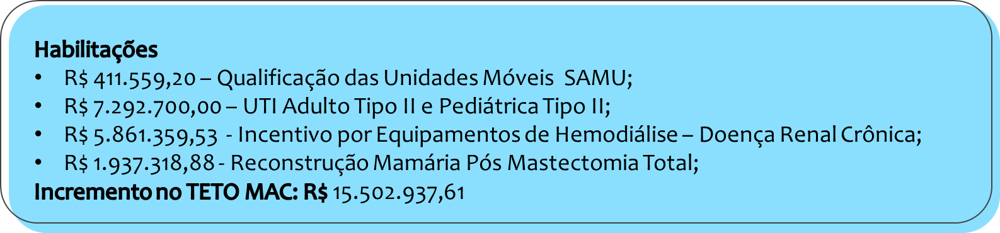 Habilitações
• R$ 411.559,20 – Qualificação das Unidades Móveis SAMU;
• R$ 7.292.700,00 – UTI Adulto Tipo II e Pediátrica Tipo II;
• R$ 5.861.359,53 - Incentivo por Equipamentos de Hemodiálise – Doença Renal Crônica;
• R$ 1.937.318,88 - Reconstrução Mamária Pós Mastectomia Total;
Incremento no TETO MAC: R$ 15.502.937,61